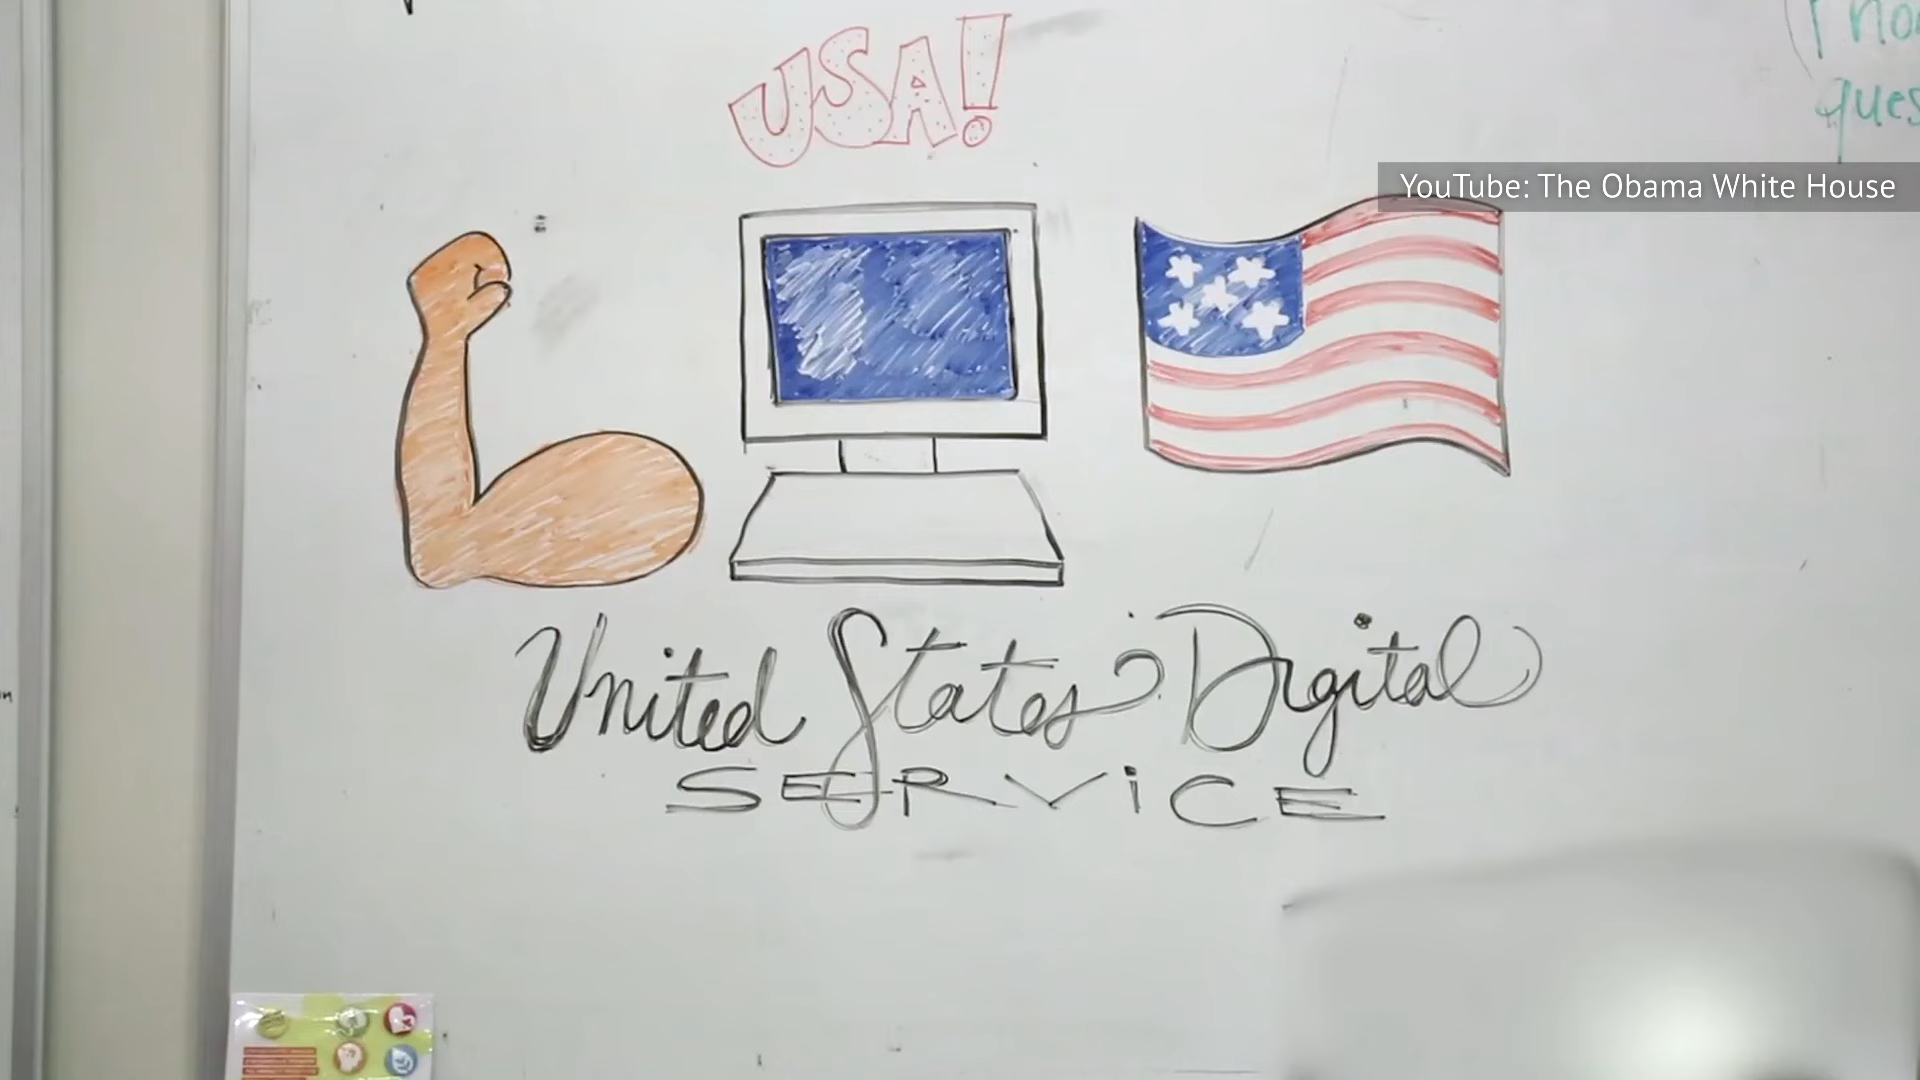 USA!
YouTube: The Obama White House
United States Digital
SERViCE